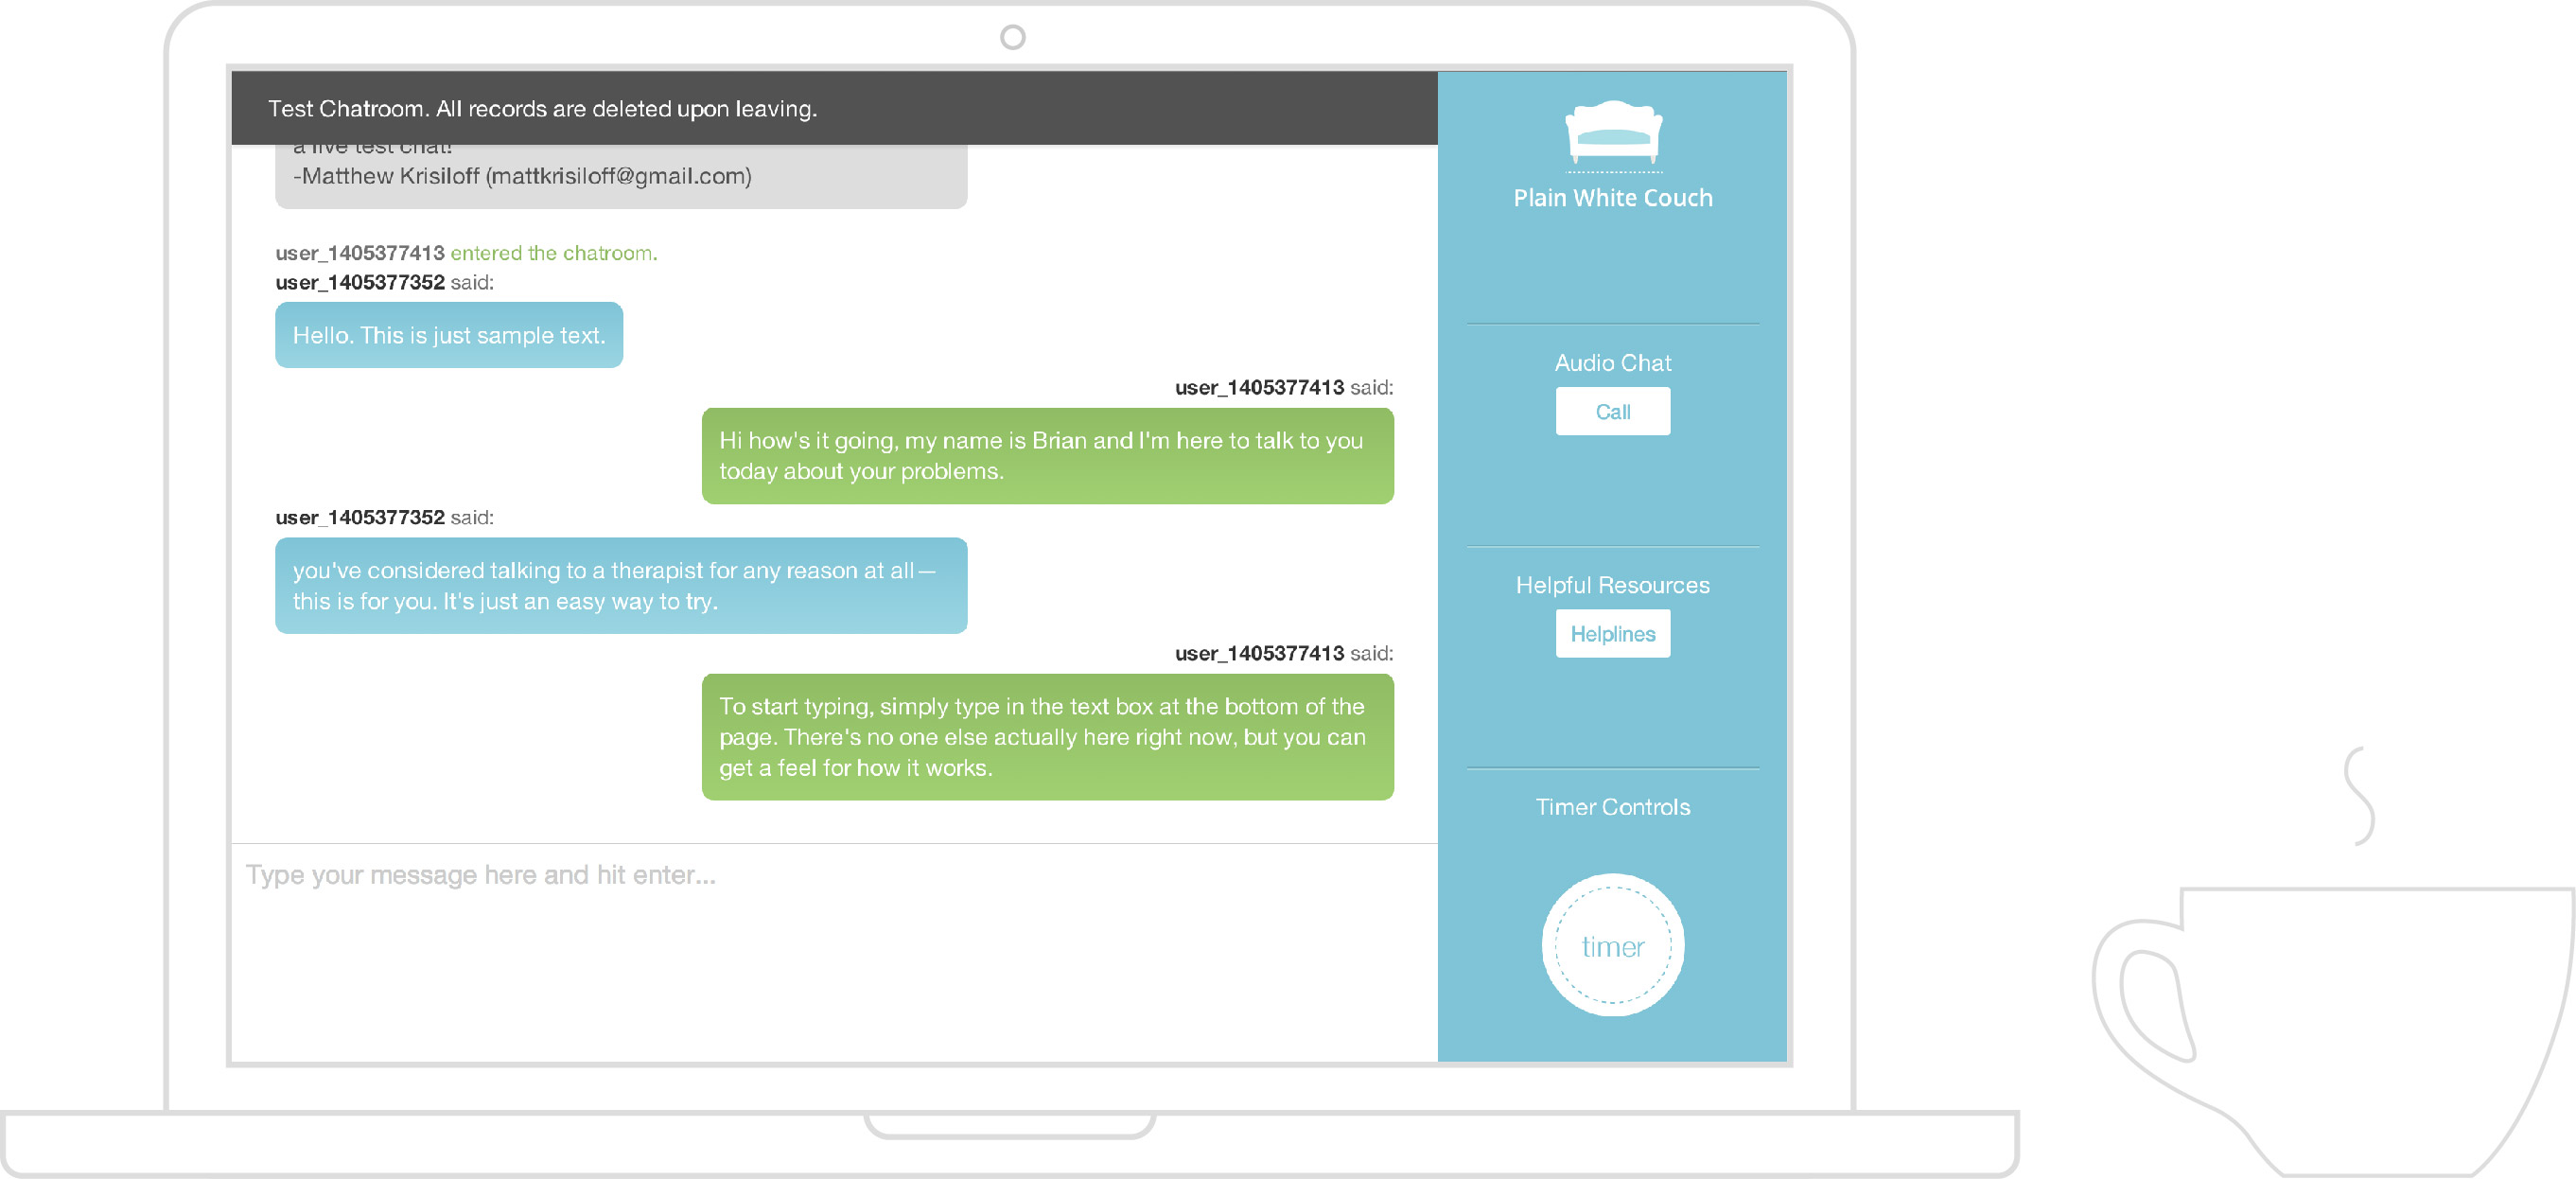 Test Chatroom. All records are deleted upon leaving.
a live test chat!
-Matthew Krisiloff (mattkrisiloff@gmail.com)
user_1405377413 entered the chatroom.
user_1405377352 said:
Hello. This is just sample text.
user_1405377413 said:
Hi how's it going, my name is Brian and I'm here to talk to you
today about your problems.
user_1405377352 said:
you've considered talking to a therapist for any reason at all—
this is for you. It's just an easy way to try.
user_1405377413 said:
To start typing, simply type in the text box at the bottom of the
page. There's no one else actually here right now, but you can
get a feel for how it works.
Type your message here and hit enter...
Plain White Couch
Audio Chat
Call
Helpful Resources
Helplines
Timer Controls
timer